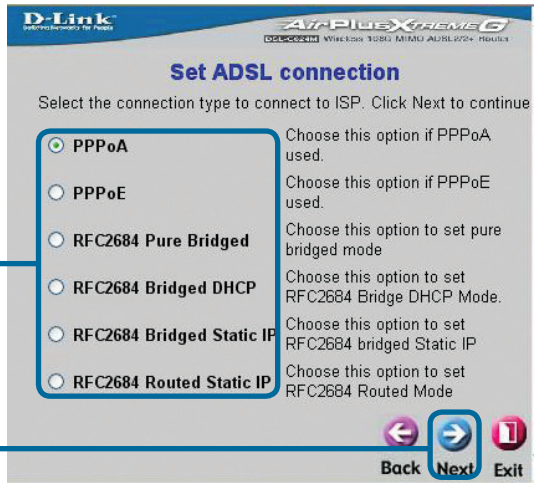 D-Link
Building Networks for People
AirPlus XTREME G
DSL-G624M Wireless 108G MIMO ADSL2/2+ Router
Set ADSL connection
Select the connection type to connect to ISP. Click Next to continue
PPPoA
Choose this option if PPPoA used.
PPPoE
Choose this option if PPPoE used.
RFC2684 Pure Bridged
Choose this option to set pure bridged mode
RFC2684 Bridged DHCP
Choose this option to set RFC2684 Bridge DHCP Mode.
RFC2684 Bridged Static IP
Choose this option to set RFC2684 bridged Static IP
RFC2684 Routed Static IP
Choose this option to set RFC2684 Routed Mode
Back Next Exit